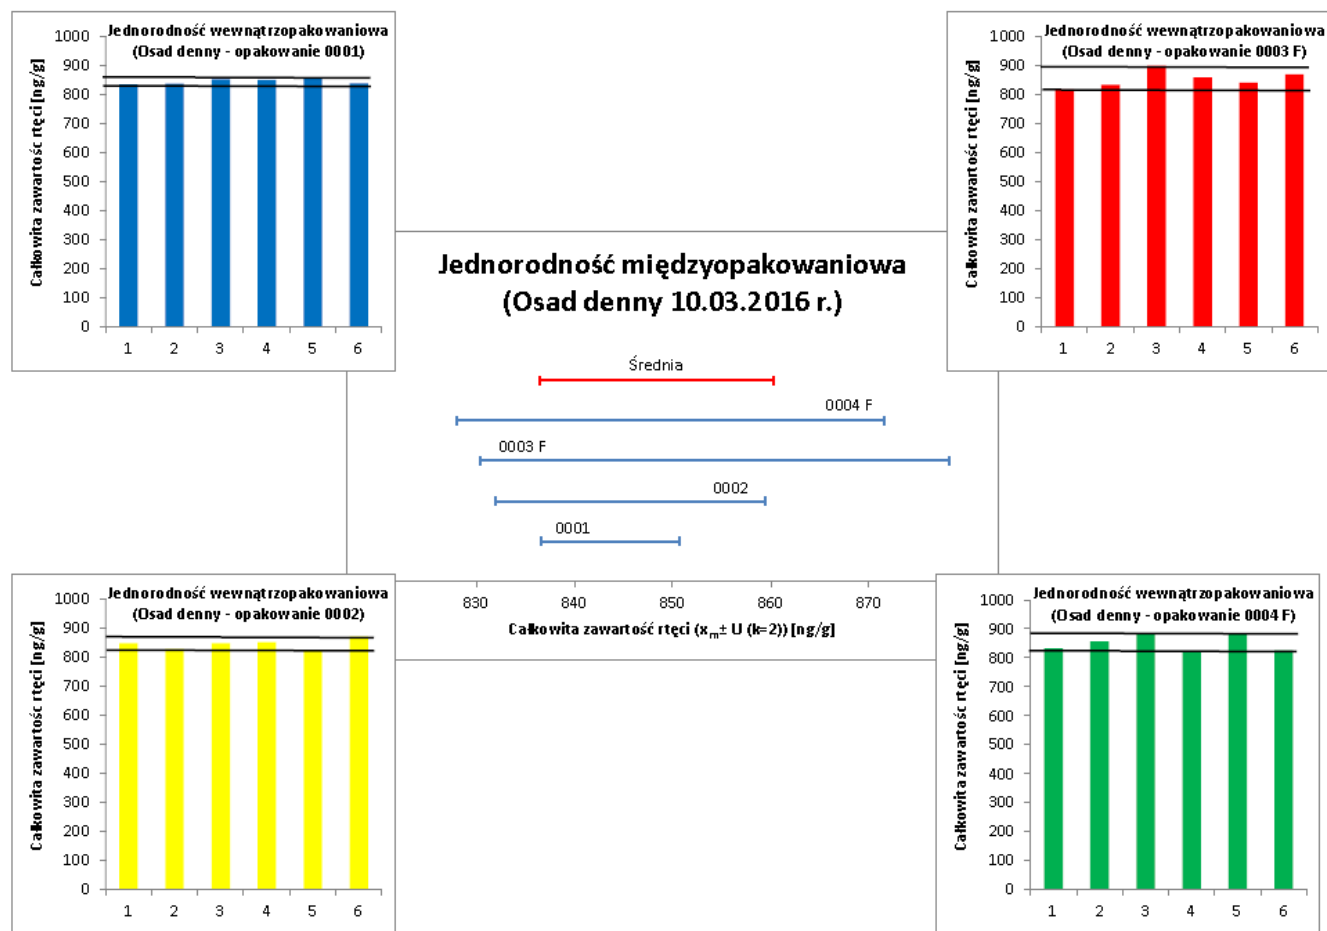 Jednorodność wewnątrzopakowaniowa
(Osad denny - opakowanie 0001)
Całkowita zawartośc rtęci [ng/g]
1000
900
800
700
600
500
400
300
200
100
0
1 2 3 4 5 6
Jednorodność wewnątrzopakowaniowa
(Osad denny - opakowanie 0003 F)
Całkowita zawartośc rtęci [ng/g]
1000
900
800
700
600
500
400
300
200
100
0
1 2 3 4 5 6
Jednorodność międzyopakowaniowa
(Osad denny 10.03.2016 r.)
Średnia
0004 F
0003 F
0002
0001
830 840 850 860 870
Całkowita zawartość rtęci (xm± U (k=2)) [ng/g]
Jednorodność wewnątrzopakowaniowa
(Osad denny - opakowanie 0002)
Całkowita zawartośc rtęci [ng/g]
1000
900
800
700
600
500
400
300
200
100
0
1 2 3 4 5 6
Jednorodność wewnątrzopakowaniowa
(Osad denny - opakowanie 0004 F)
Całkowita zawartośc rtęci [ng/g]
1000
900
800
700
600
500
400
300
200
100
0
1 2 3 4 5 6